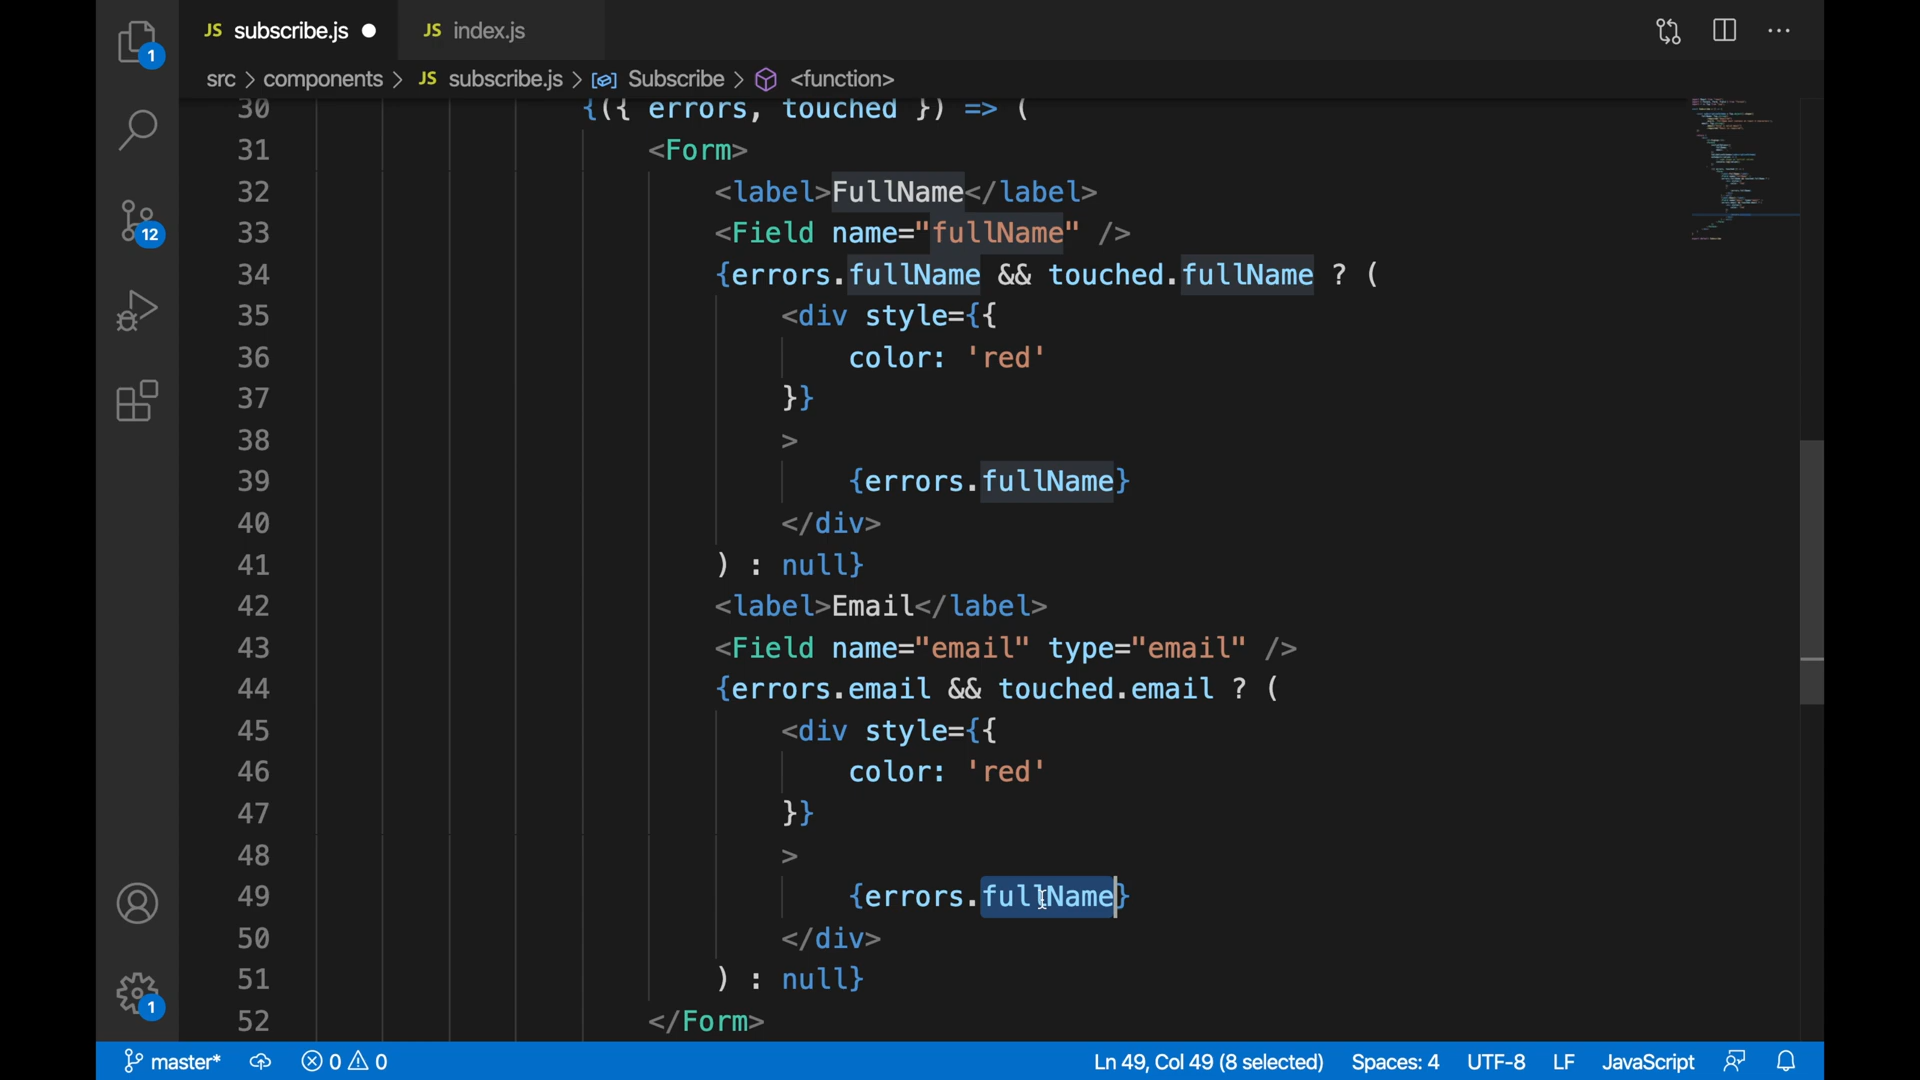 JS subscribe.js
JS index.js
src > components > JS subscribe.js > Subscribe > <function>
30 {({ errors, touched }) => (
31 <Form>
32 <label>FullName</label>
33 <Field name="fullName" />
34 {errors.fullName && touched.fullName ? (
35 <div style={{
36 color: 'red'
37 }}
38 >
39 {errors.fullName}
40 </div>
41 ) : null}
42 <label>Email</label>
43 <Field name="email" type="email" />
44 {errors.email && touched.email ? (
45 <div style={{
46 color: 'red'
47 }}
48 >
49 {errors.fullName}
50 </div>
51 ) : null}
52 </Form>
1
12
1
master* 0 0 Ln 49, Col 49 (8 selected) Spaces: 4 UTF-8 LF JavaScript